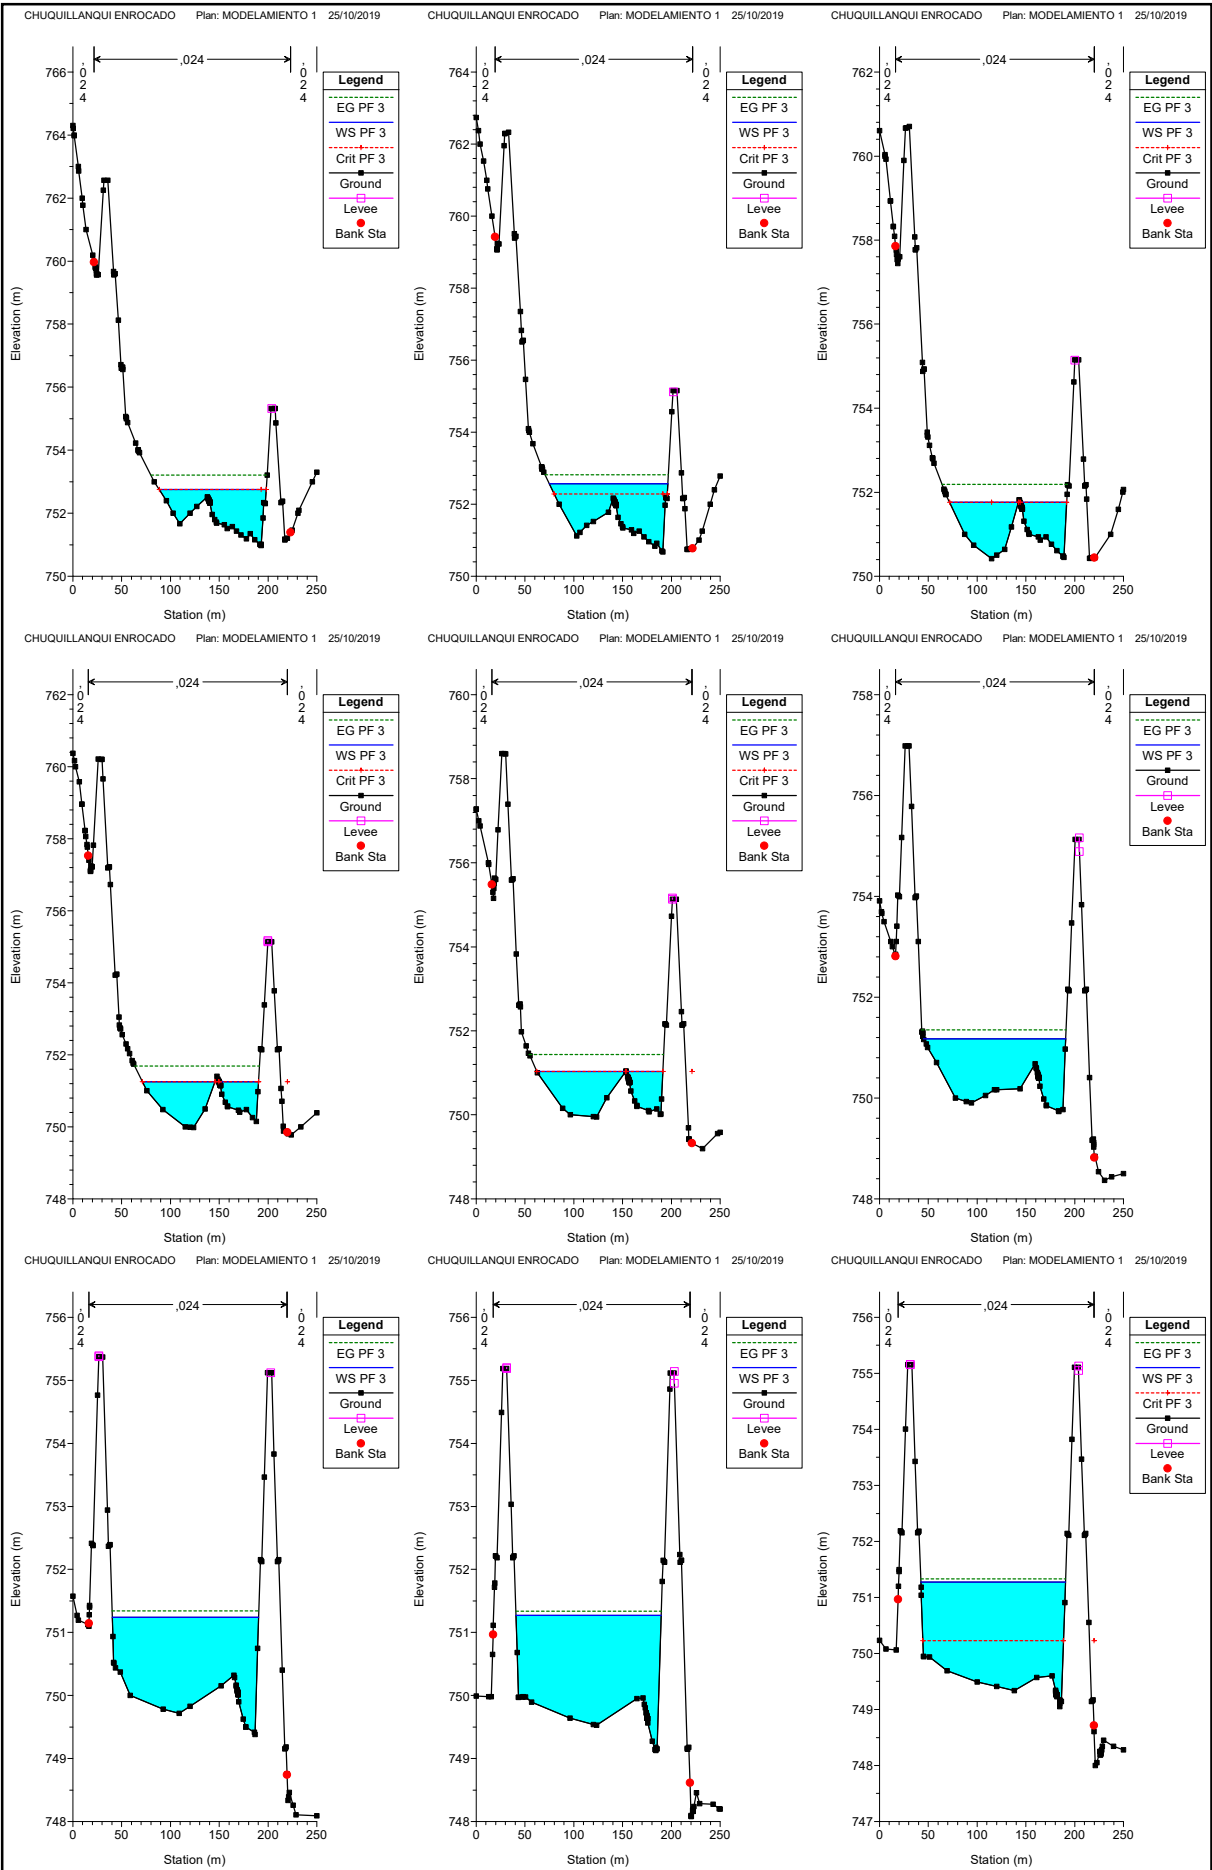 CHUQUILLANQUI ENROCADO Plan: MODELAMIENTO 1 25/10/2019
,024
,024
Legend
EG PF 3
WS PF 3
Crit PF 3
Ground
Levee
Bank Sta
766
764
762
760
758
756
754
752
750
Elevation (m)
0 50 100 150 200 250
Station (m)
CHUQUILLANQUI ENROCADO Plan: MODELAMIENTO 1 25/10/2019
,024
,024
,024
Legend
EG PF 3
WS PF 3
Crit PF 3
Ground
Levee
Bank Sta
764
762
760
758
756
754
752
750
Elevation (m)
0 50 100 150 200 250
Station (m)
CHUQUILLANQUI ENROCADO Plan: MODELAMIENTO 1 25/10/2019
,024
,024
,024
Legend
EG PF 3
WS PF 3
Crit PF 3
Ground
Levee
Bank Sta
762
760
758
756
754
752
750
Elevation (m)
0 50 100 150 200 250
Station (m)
CHUQUILLANQUI ENROCADO Plan: MODELAMIENTO 1 25/10/2019
,024
,024
,024
Legend
EG PF 3
WS PF 3
Crit PF 3
Ground
Levee
Bank Sta
762
760
758
756
754
752
750
748
Elevation (m)
0 50 100 150 200 250
Station (m)
CHUQUILLANQUI ENROCADO Plan: MODELAMIENTO 1 25/10/2019
,024
,024
,024
Legend
EG PF 3
WS PF 3
Crit PF 3
Ground
Levee
Bank Sta
760
758
756
754
752
750
748
Elevation (m)
0 50 100 150 200 250
Station (m)
CHUQUILLANQUI ENROCADO Plan: MODELAMIENTO 1 25/10/2019
,024
,024
,024
Legend
EG PF 3
WS PF 3
Ground
Levee
Bank Sta
758
756
754
752
750
748
Elevation (m)
0 50 100 150 200 250
Station (m)
CHUQUILLANQUI ENROCADO Plan: MODELAMIENTO 1 25/10/2019
,024
,024
,024
Legend
EG PF 3
WS PF 3
Ground
Levee
Bank Sta
756
755
754
753
752
751
750
749
748
Elevation (m)
0 50 100 150 200 250
Station (m)
CHUQUILLANQUI ENROCADO Plan: MODELAMIENTO 1 25/10/2019
,024
,024
,024
Legend
EG PF 3
WS PF 3
Ground
Levee
Bank Sta
756
755
754
753
752
751
750
749
748
Elevation (m)
0 50 100 150 200 250
Station (m)
CHUQUILLANQUI ENROCADO Plan: MODELAMIENTO 1 25/10/2019
,024
,024
,024
Legend
EG PF 3
WS PF 3
Crit PF 3
Ground
Levee
Bank Sta
756
755
754
753
752
751
750
749
748
747
Elevation (m)
0 50 100 150 200 250
Station (m)